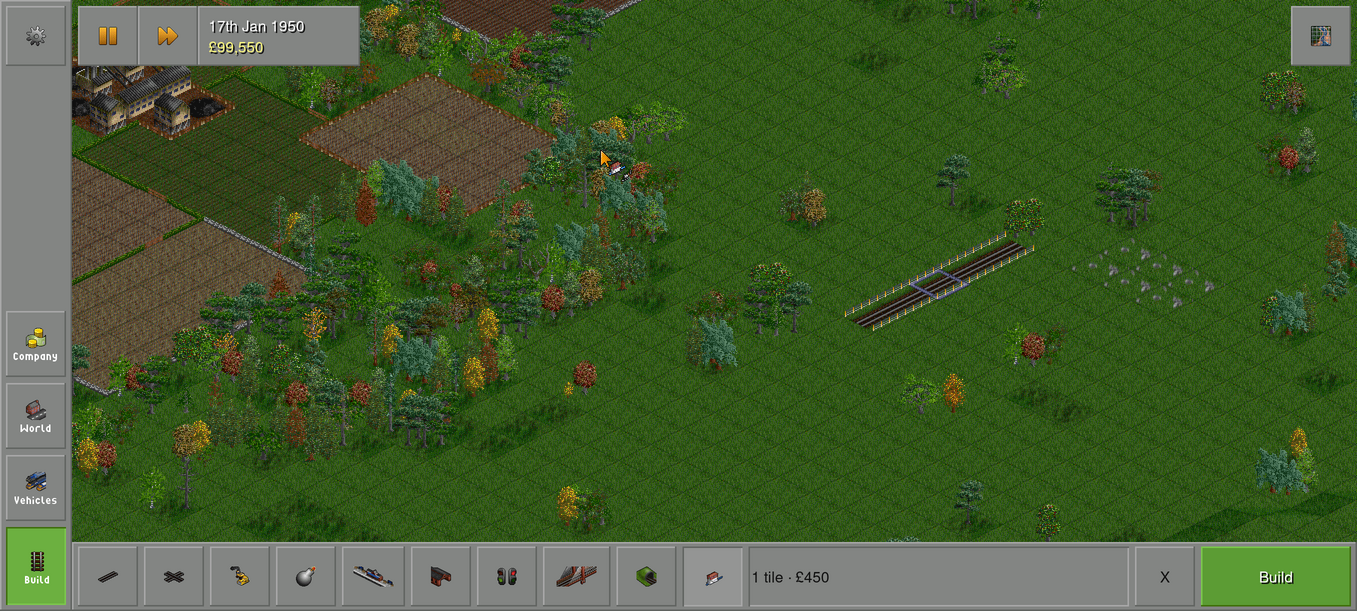 17th Jan 1950
£99,550
Company
World
Vehicles
Build
1 tile · £450
X
Build